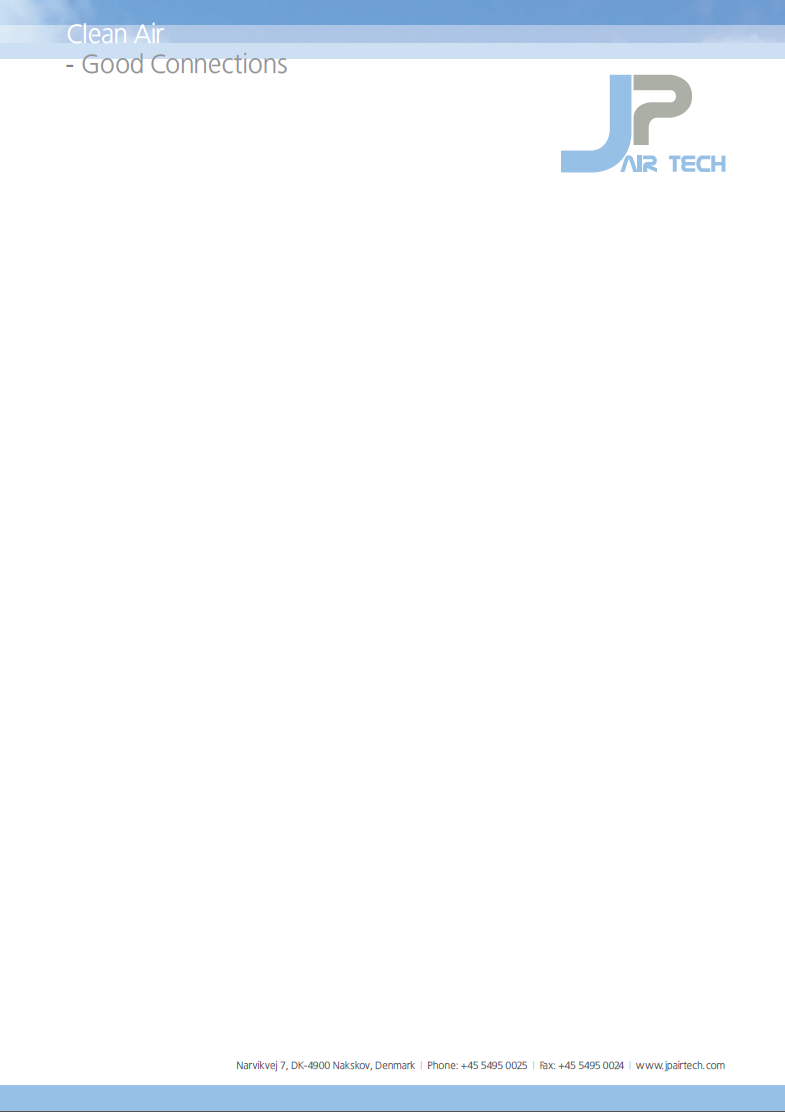 Clean Air
- Good Connections
JP
AIR TECH
Narvikvej 7, DK-4900 Nakskov, Denmark | Phone: +45 5495 0025 | Fax: +45 5495 0024 | www.jpairtech.com